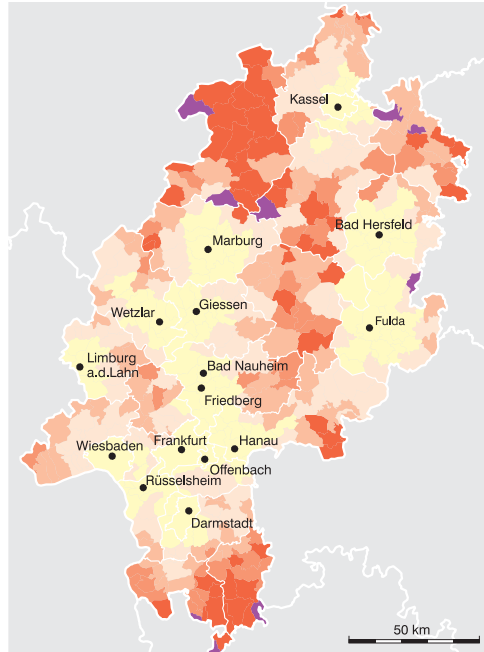 Kassel
Bad Hersfeld
Marburg
Giessen
Wetzlar
Fulda
Limburg
a.d.Lahn
Bad Nauheim
Friedberg
Frankfurt
Hanau
Wiesbaden
Offenbach
Rüsselsheim
Darmstadt
50 km